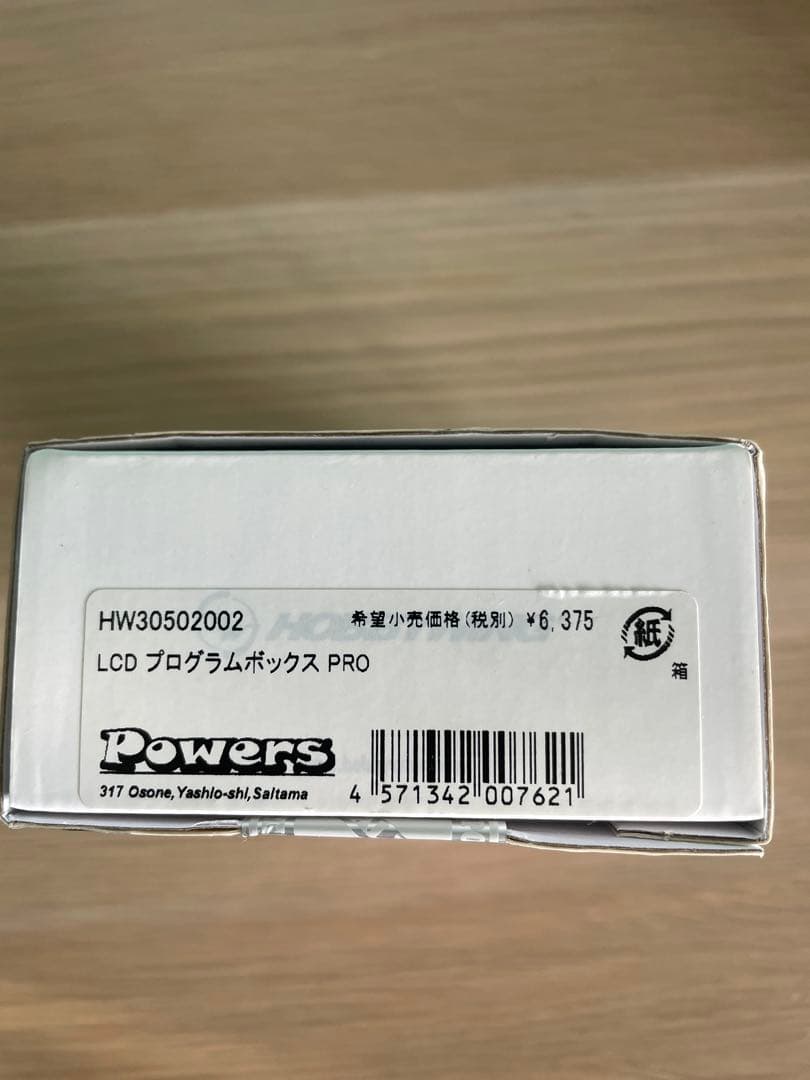 HW30502002
希望小売価格(税別) ¥6,375
紙
箱
LCD プログラムボックス PRO
Powers
317 Osone,Yashio-shi,Saitama
4 571342 007621